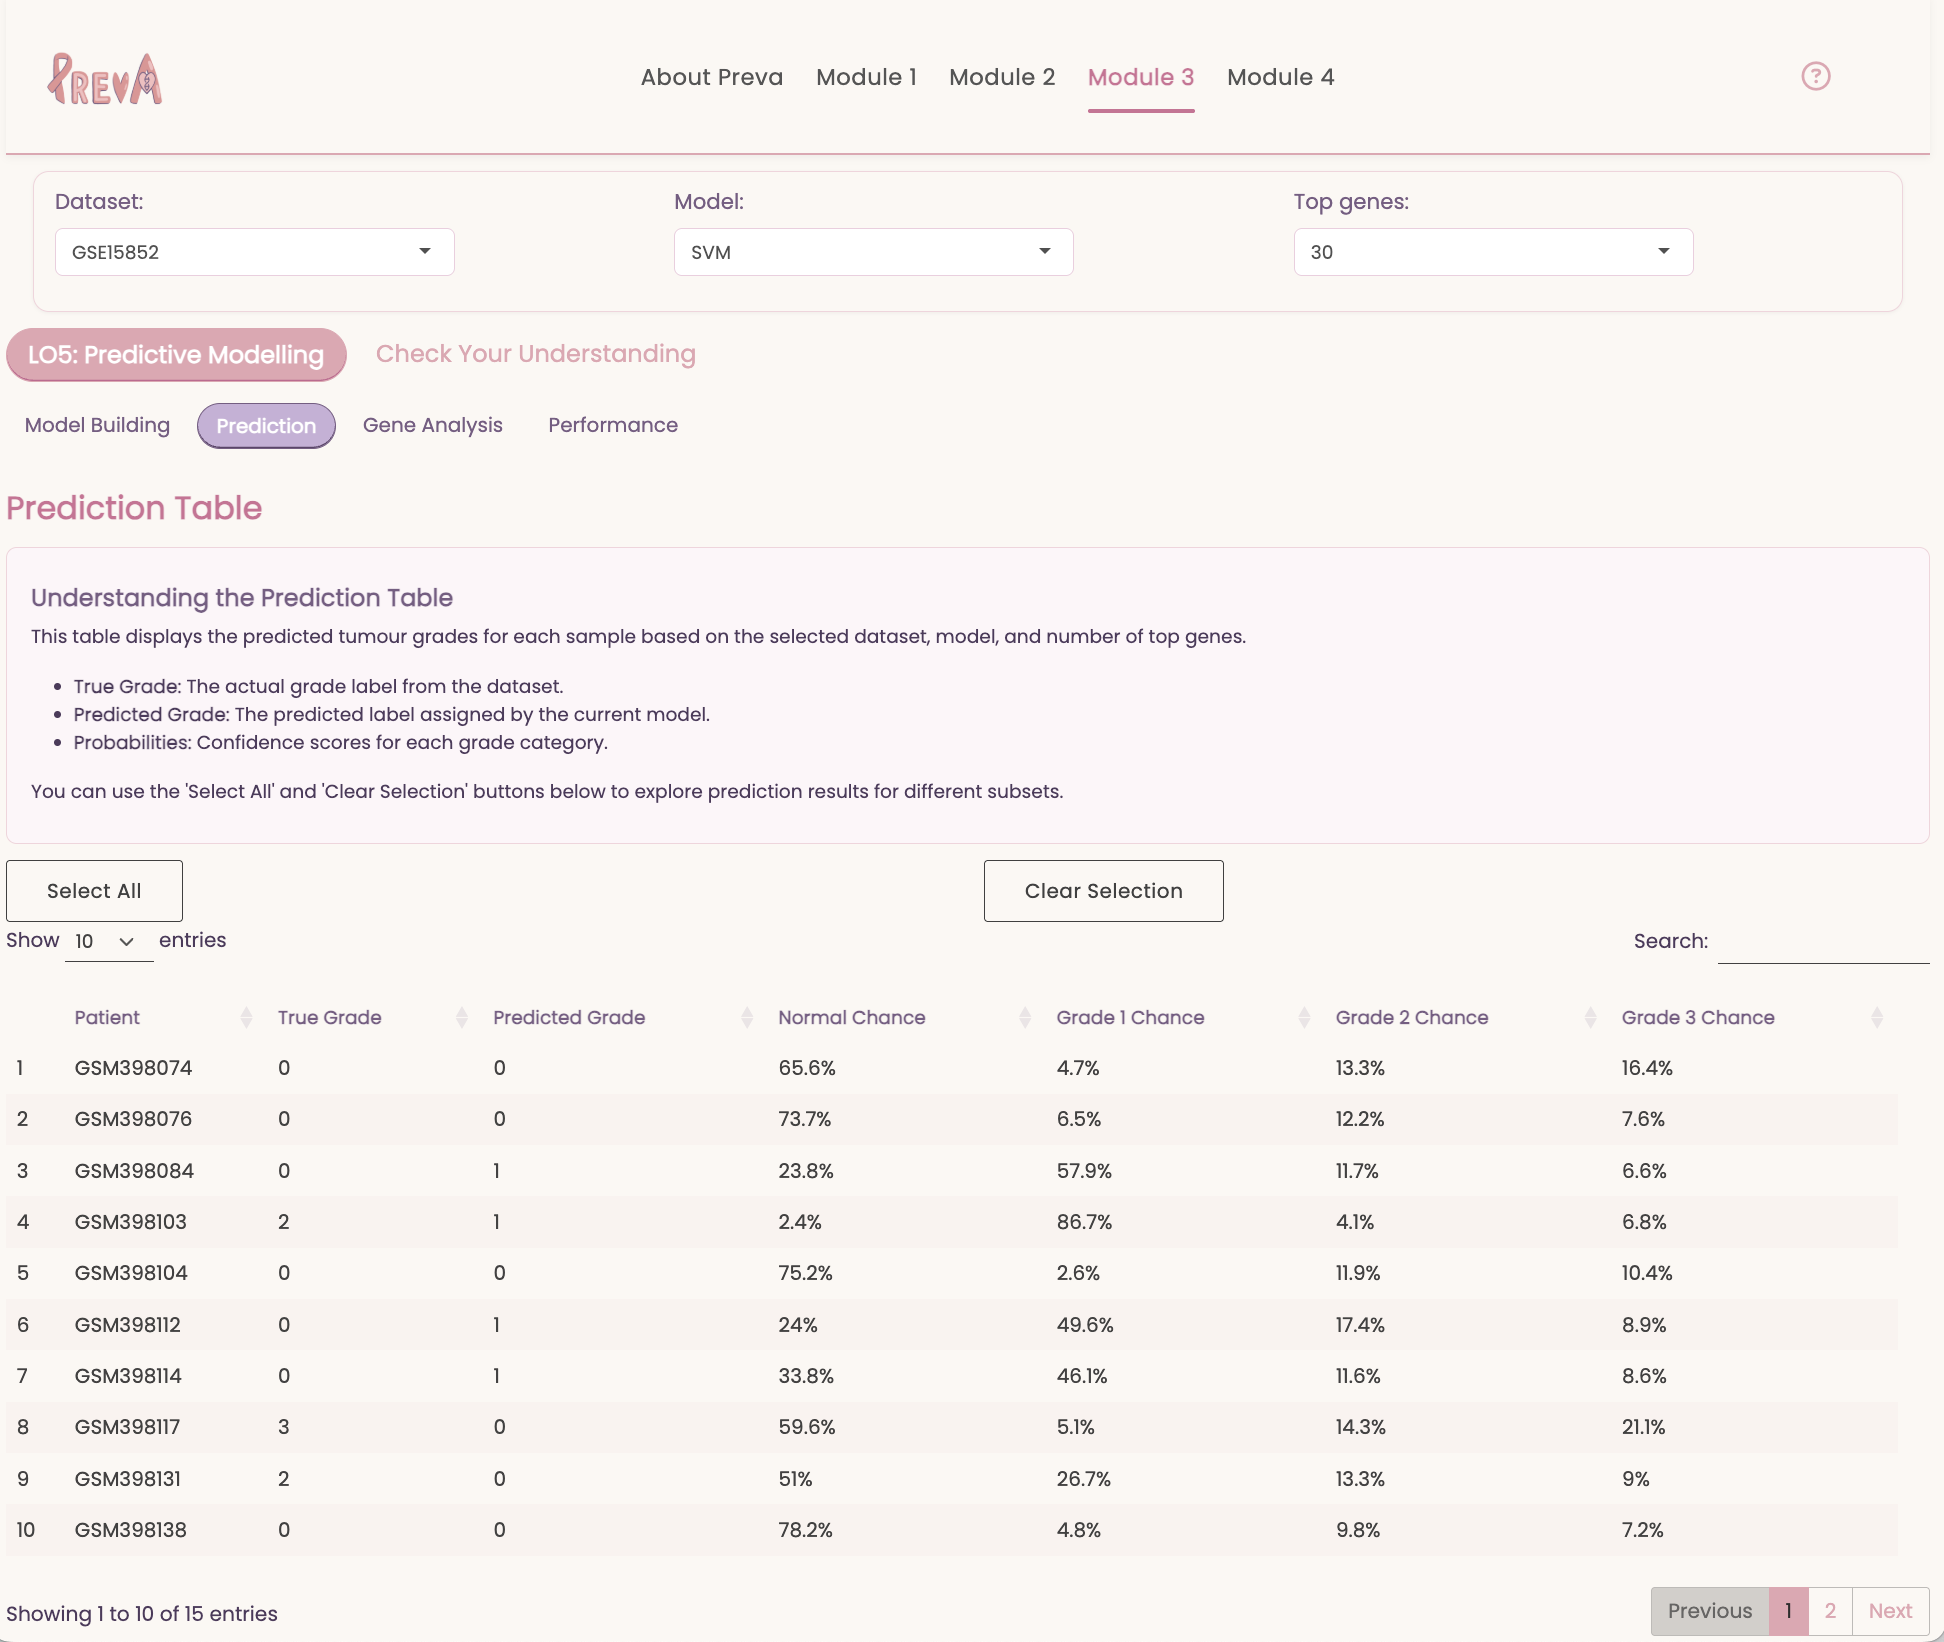 PREVA
About Preva Module 1 Module 2 Module 3 Module 4 ?
Dataset: Model: Top genes:
GSE15852 SVM 30
LO5: Predictive Modelling Check Your Understanding
Model Building Prediction Gene Analysis Performance
Prediction Table
Understanding the Prediction Table
This table displays the predicted tumour grades for each sample based on the selected dataset, model, and number of top genes.
• True Grade: The actual grade label from the dataset.
• Predicted Grade: The predicted label assigned by the current model.
• Probabilities: Confidence scores for each grade category.
You can use the 'Select All' and 'Clear Selection' buttons below to explore prediction results for different subsets.
Select All Clear Selection
Show 10 entries Search:
Patient True Grade Predicted Grade Normal Chance Grade 1 Chance Grade 2 Chance Grade 3 Chance
1 GSM398074 0 0 65.6% 4.7% 13.3% 16.4%
2 GSM398076 0 0 73.7% 6.5% 12.2% 7.6%
3 GSM398084 0 1 23.8% 57.9% 11.7% 6.6%
4 GSM398103 2 1 2.4% 86.7% 4.1% 6.8%
5 GSM398104 0 0 75.2% 2.6% 11.9% 10.4%
6 GSM398112 0 1 24% 49.6% 17.4% 8.9%
7 GSM398114 0 1 33.8% 46.1% 11.6% 8.6%
8 GSM398117 3 0 59.6% 5.1% 14.3% 21.1%
9 GSM398131 2 0 51% 26.7% 13.3% 9%
10 GSM398138 0 0 78.2% 4.8% 9.8% 7.2%
Showing 1 to 10 of 15 entries Previous 1 2 Next